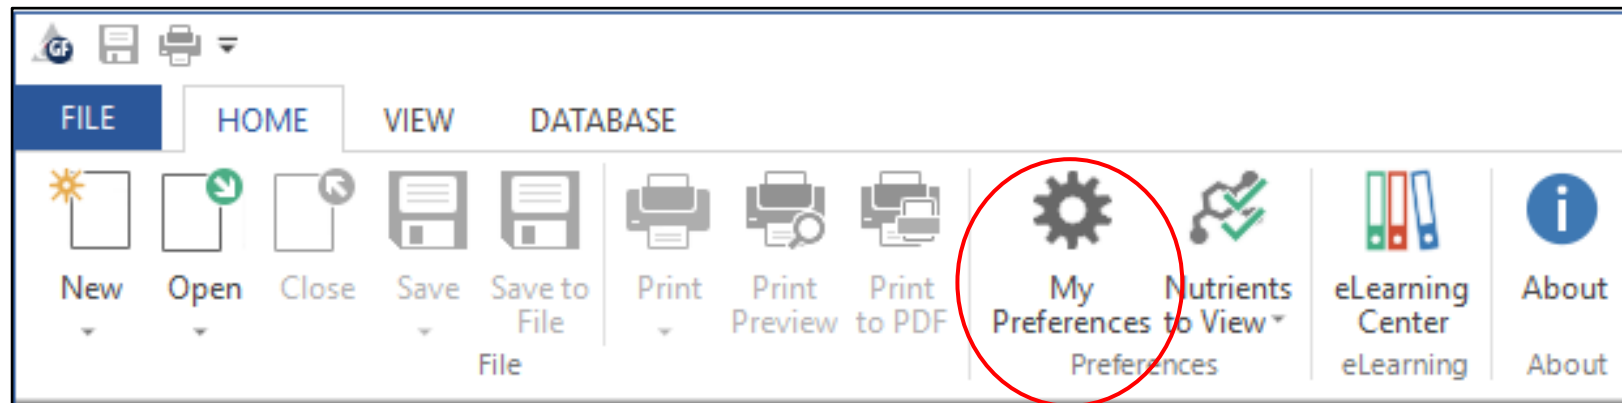 GF
FILE HOME VIEW DATABASE
New Open Close Save Save to File Print Print Preview Print to PDF My Preferences Nutrients to View eLearning Center About
File Preferences eLearning About